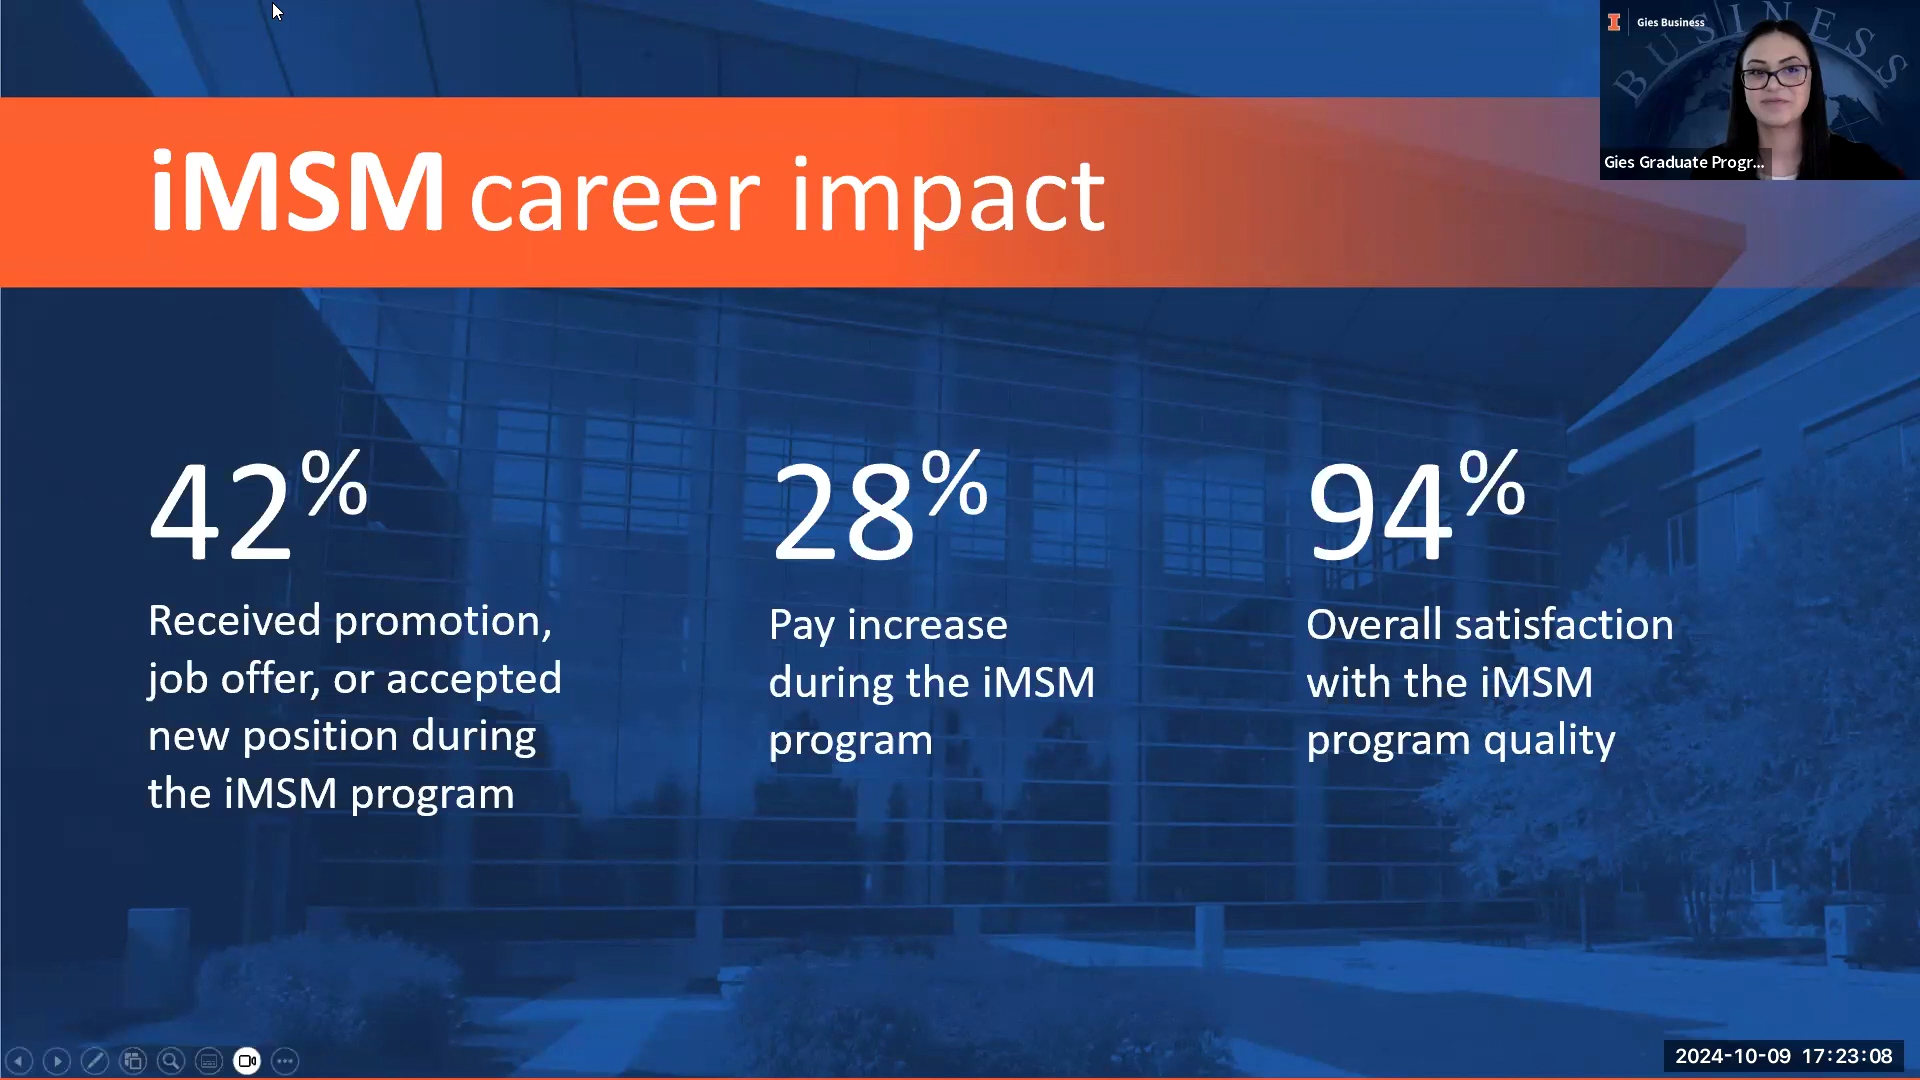 Gies Business
BUSINESS
Gies Graduate Progr...
iMSM career impact
42%
Received promotion,
job offer, or accepted
new position during
the iMSM program
28%
Pay increase
during the iMSM
program
94%
Overall satisfaction
with the iMSM
program quality
2024-10-09 17:23:08